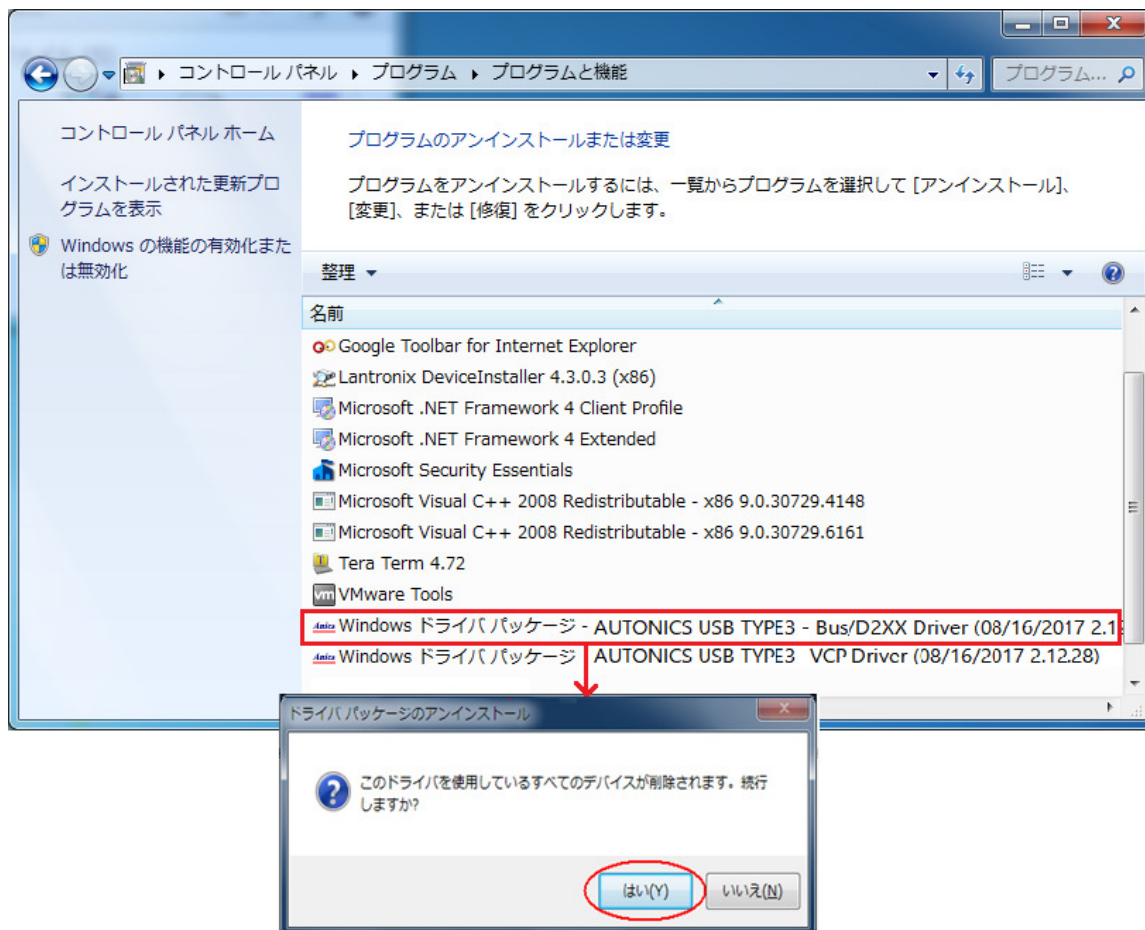 コントロール パネル ▸ プログラム ▸ プログラムと機能
プログラム...
コントロール パネル ホーム
インストールされた更新プロ
グラムを表示
Windows の機能の有効化また
は無効化
プログラムのアンインストールまたは変更
プログラムをアンインストールするには、一覧からプログラムを選択して [アンインストール]、
[変更]、または [修復] をクリックします。
整理
名前
Google Toolbar for Internet Explorer
Lantronix DeviceInstaller 4.3.0.3 (x86)
Microsoft .NET Framework 4 Client Profile
Microsoft .NET Framework 4 Extended
Microsoft Security Essentials
Microsoft Visual C++ 2008 Redistributable - x86 9.0.30729.4148
Microsoft Visual C++ 2008 Redistributable - x86 9.0.30729.6161
Tera Term 4.72
vm VMware Tools
Windows ドライバ パッケージ - AUTONICS USB TYPE3 - Bus/D2XX Driver (08/16/2017 2.1
Windows ドライバ パッケージ AUTONICS USB TYPE3 VCP Driver (08/16/2017 2.12.28)
ドライバ パッケージのアンインストール
このドライバを使用しているすべてのデバイスが削除されます。続行
しますか?
はい(Y)
いいえ(N)